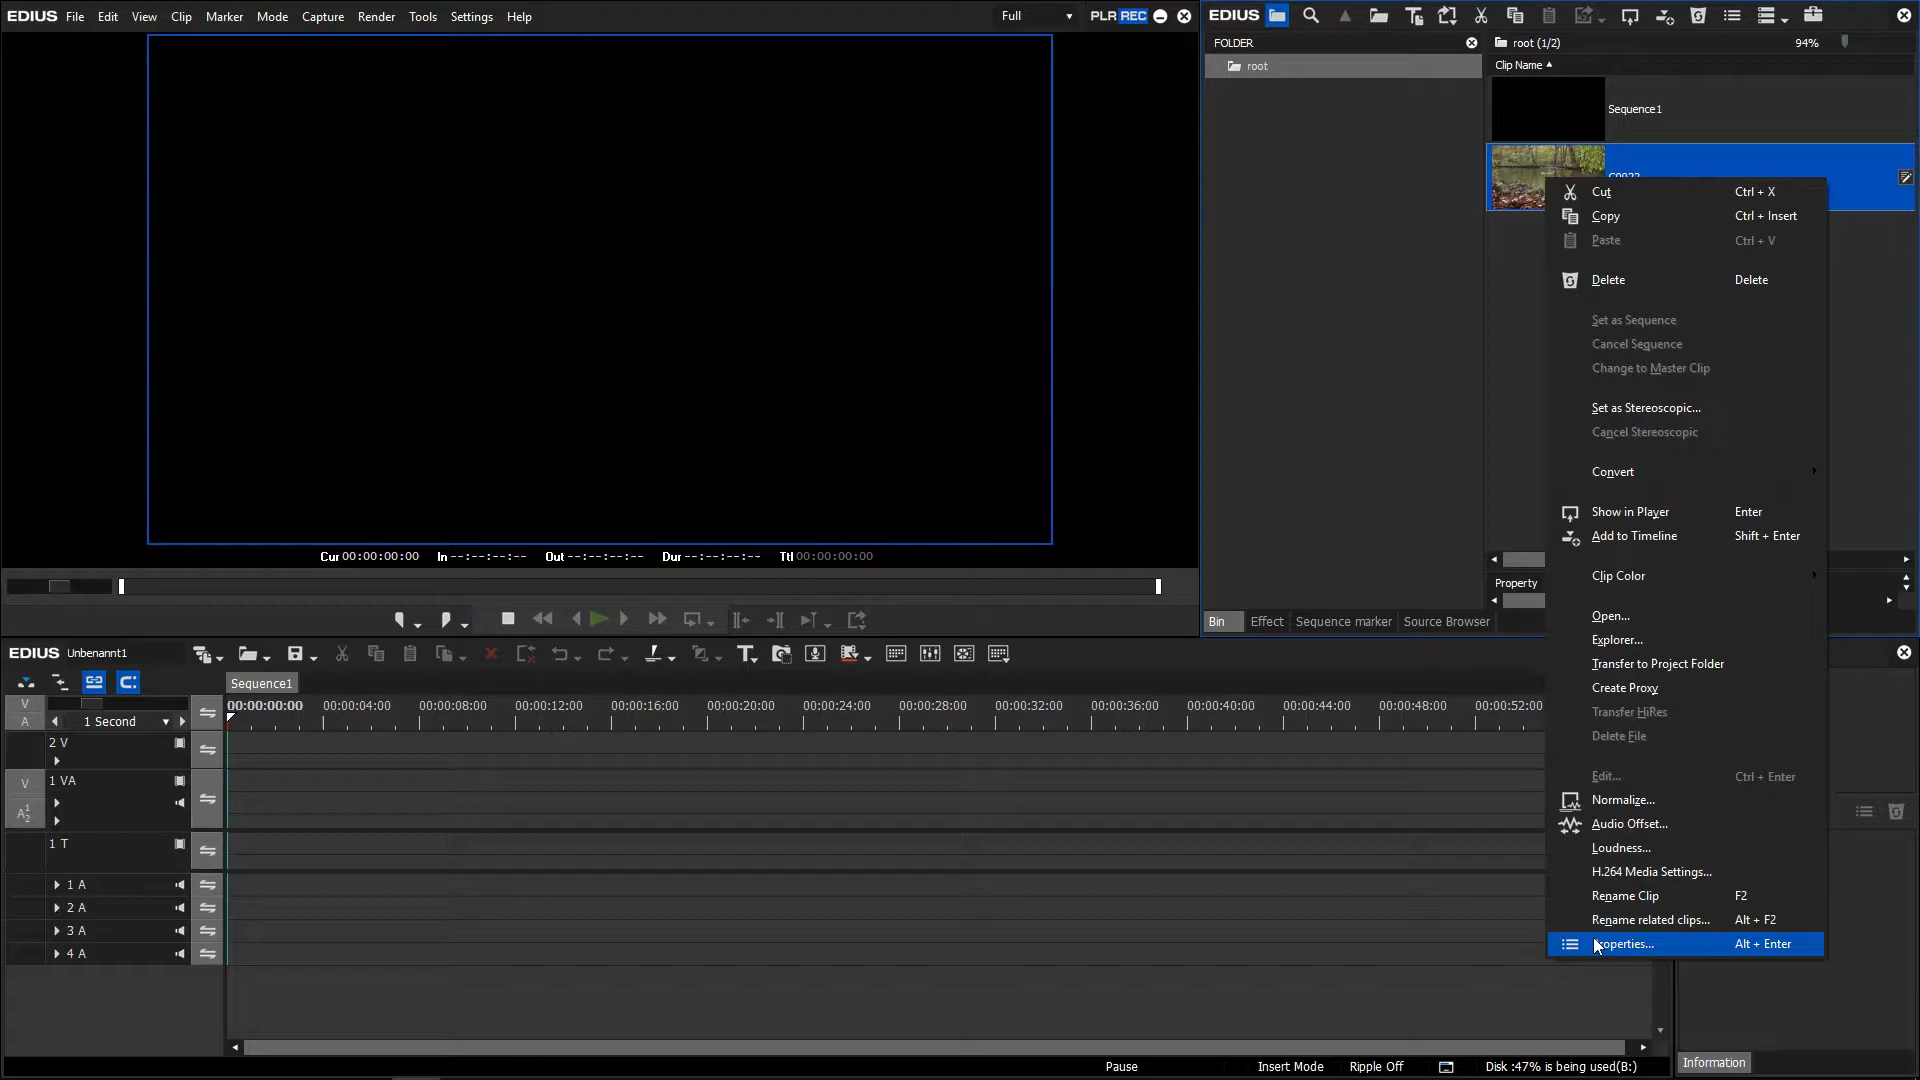 EDIUS File Edit View Clip Marker Mode Capture Render Tools Settings Help Full PLR REC
Cur 00:00:00:00 In --:--:--:-- Out --:--:--:-- Dur --:--:--:-- Ttl 00:00:00:00
EDIUS
FOLDER
root
root (1/2) 94%
Clip Name
Sequence1
Cut Ctrl + X
Copy Ctrl + Insert
Paste Ctrl + V
Delete Delete
Set as Sequence
Cancel Sequence
Change to Master Clip
Set as Stereoscopic...
Cancel Stereoscopic
Convert
Show in Player Enter
Add to Timeline Shift + Enter
Clip Color
Open...
Explorer...
Transfer to Project Folder
Create Proxy
Transfer HiRes
Delete File
Edit... Ctrl + Enter
Normalize...
Audio Offset...
Loudness...
H.264 Media Settings...
Rename Clip F2
Rename related clips... Alt + F2
roperties... Alt + Enter
Property
Bin Effect Sequence marker Source Browser
EDIUS Unbenannt1
Sequence1
V
A
1 Second
00:00:00:00 00:00:04:00 00:00:08:00 00:00:12:00 00:00:16:00 00:00:20:00 00:00:24:00 00:00:28:00 00:00:32:00 00:00:36:00 00:00:40:00 00:00:44:00 00:00:48:00 00:00:52:00
2 V
V 1 VA
A 1 2
1 T
1 A
2 A
3 A
4 A
Pause Insert Mode Ripple Off Disk :47% is being used(B:)
Information